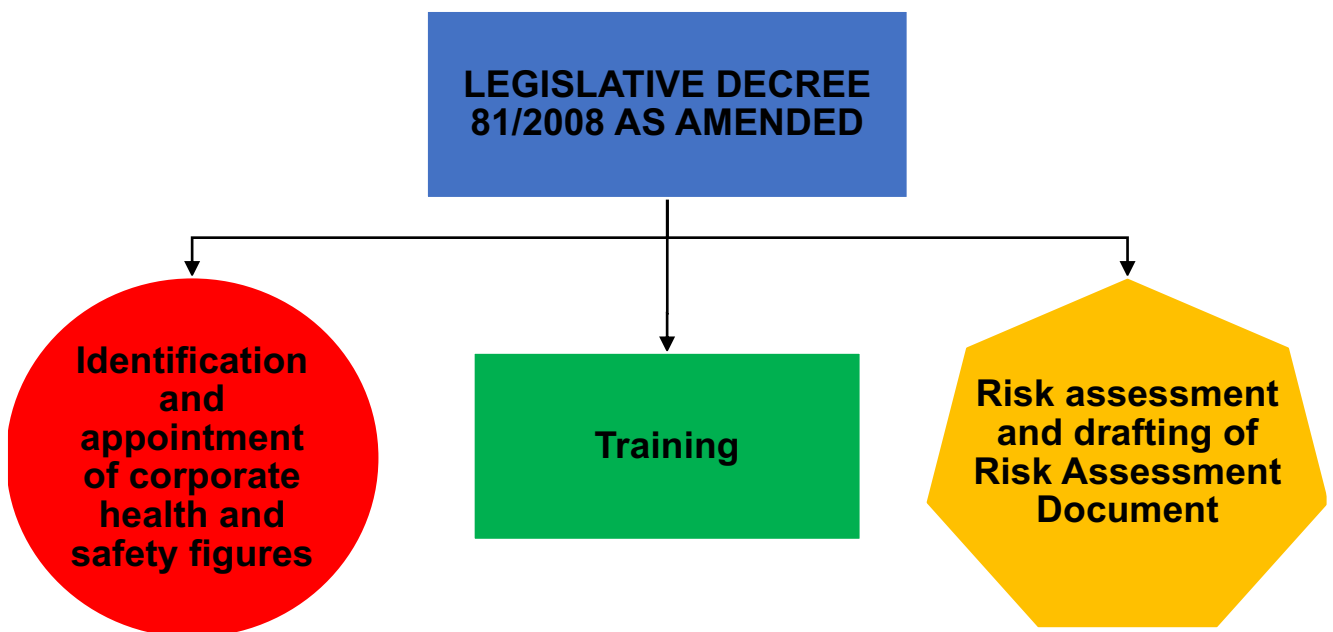 LEGISLATIVE DECREE
81/2008 AS AMENDED
Identification
and
appointment
of corporate
health and
safety figures
Training
Risk assessment
and drafting of
Risk Assessment
Document